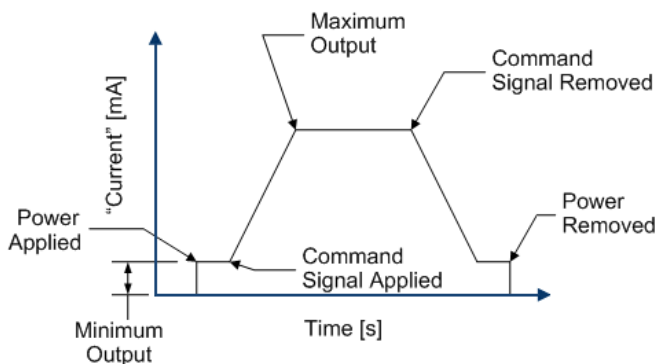 Maximum
Output
Command
Signal Removed
"Current" [mA]
Power
Applied
Power
Removed
Command
Signal Applied
Time [s]
Minimum
Output